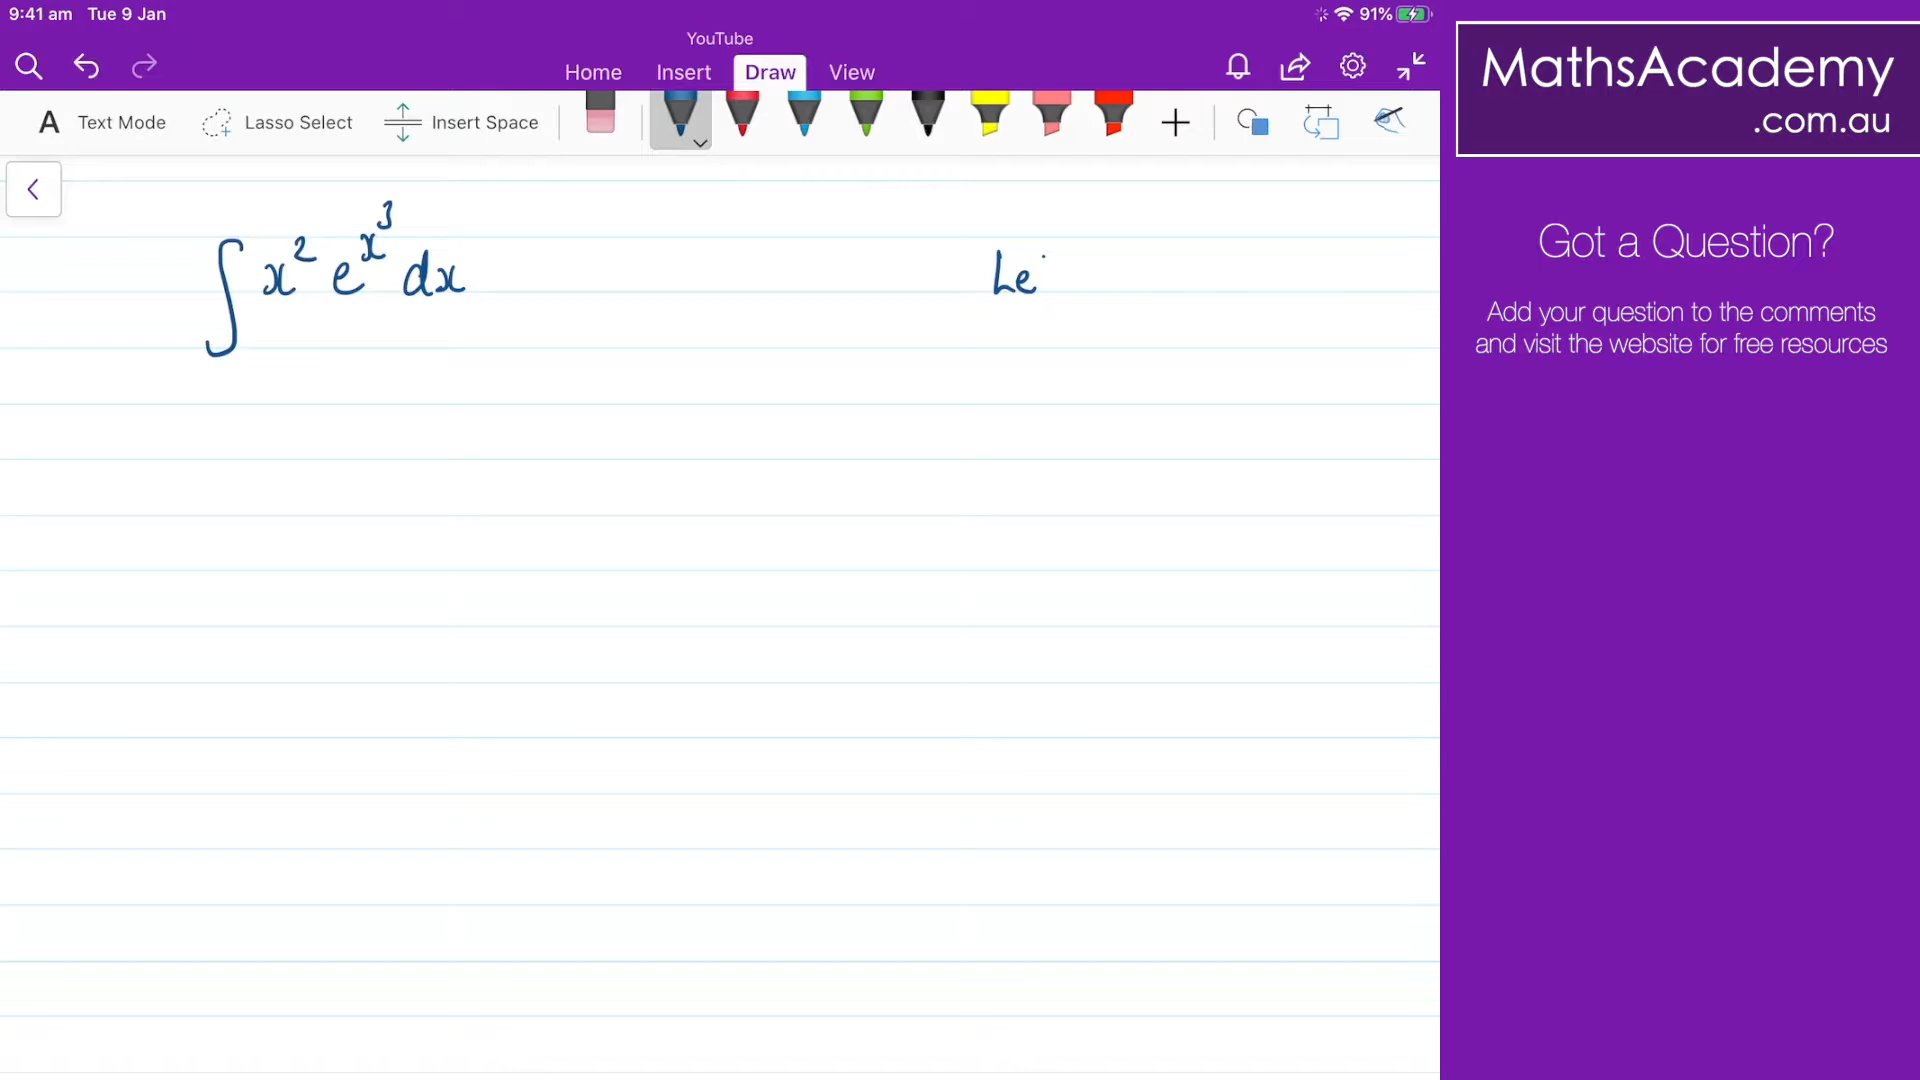 9:41 am Tue 9 Jan
91%
YouTube
Home Insert Draw View
A Text Mode Lasso Select Insert Space
∫ x² e^{x³} dx
Le
MathsAcademy
.com.au
Got a Question?
Add your question to the comments
and visit the website for free resources